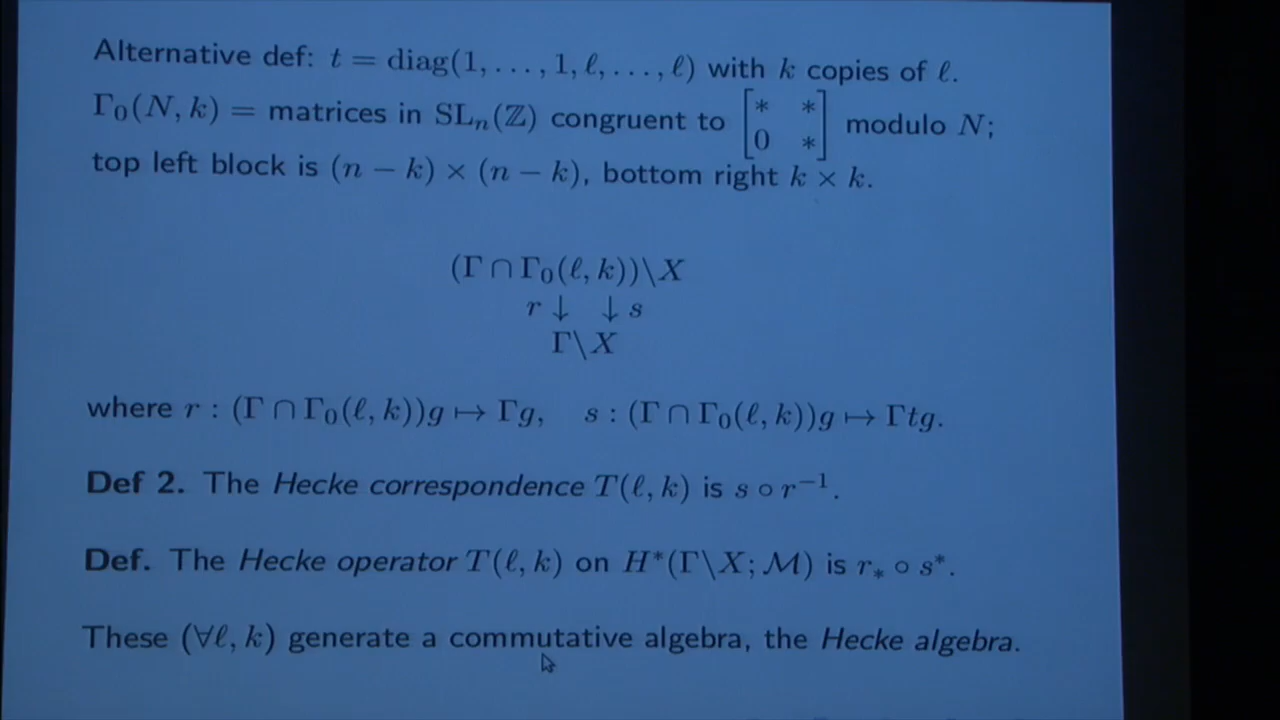 Alternative def: t = diag(1, . . . , 1, ℓ, . . . , ℓ) with k copies of ℓ.
Γ₀(N, k) = matrices in SLₙ(ℤ) congruent to [* *; 0 *] modulo N;
top left block is (n − k) × (n − k), bottom right k × k.
(Γ ∩ Γ₀(ℓ, k))\X
r ↓ ↓ s
Γ\X
where r : (Γ ∩ Γ₀(ℓ, k))g ↦ Γg, s : (Γ ∩ Γ₀(ℓ, k))g ↦ Γtg.
Def 2. The Hecke correspondence T(ℓ, k) is s ∘ r⁻¹.
Def. The Hecke operator T(ℓ, k) on H*(Γ\X; ℳ) is r₊ ∘ s*.
These (∀ℓ, k) generate a commutative algebra, the Hecke algebra.